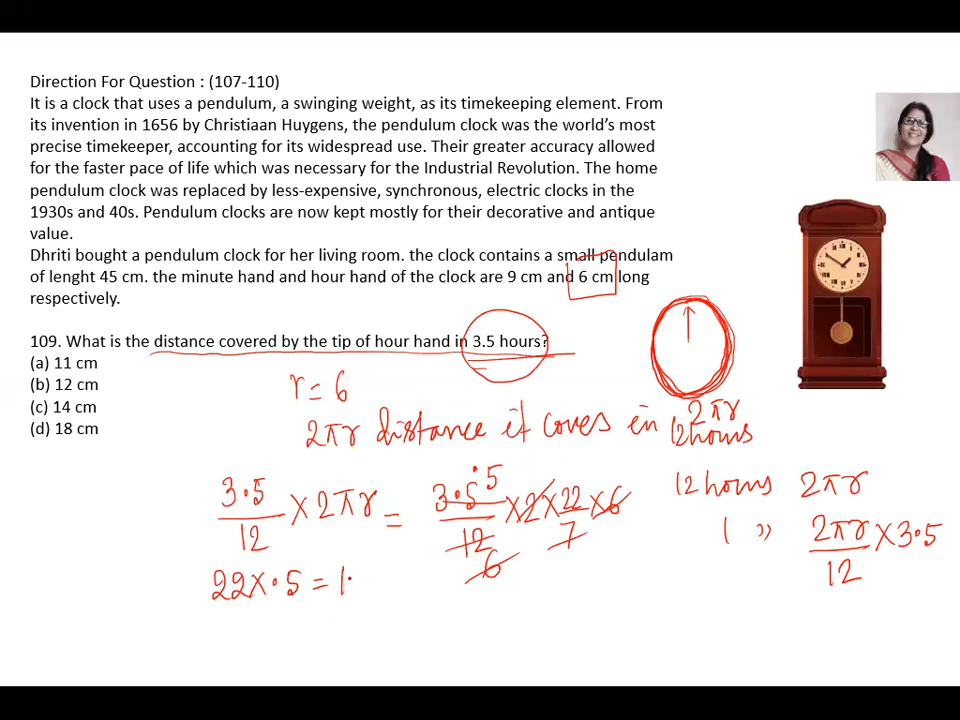 Direction For Question : (107-110)
It is a clock that uses a pendulum, a swinging weight, as its timekeeping element. From
its invention in 1656 by Christiaan Huygens, the pendulum clock was the world's most
precise timekeeper, accounting for its widespread use. Their greater accuracy allowed
for the faster pace of life which was necessary for the Industrial Revolution. The home
pendulum clock was replaced by less-expensive, synchronous, electric clocks in the
1930s and 40s. Pendulum clocks are now kept mostly for their decorative and antique
value.
Dhriti bought a pendulum clock for her living room. the clock contains a small pendulam
of lenght 45 cm. the minute hand and hour hand of the clock are 9 cm and 6 cm long
respectively.
109. What is the distance covered by the tip of hour hand in 3.5 hours?
(a) 11 cm
(b) 12 cm
(c) 14 cm
(d) 18 cm
r = 6
2πr
2πr distance it covers in 12 hours
12 hours 2πr
3.5/12 × 2πr = 3.5/12 × 2 × 22/7 × 6
.5
6
1 " 2πr/12 × 3.5
22 × .5 = 1